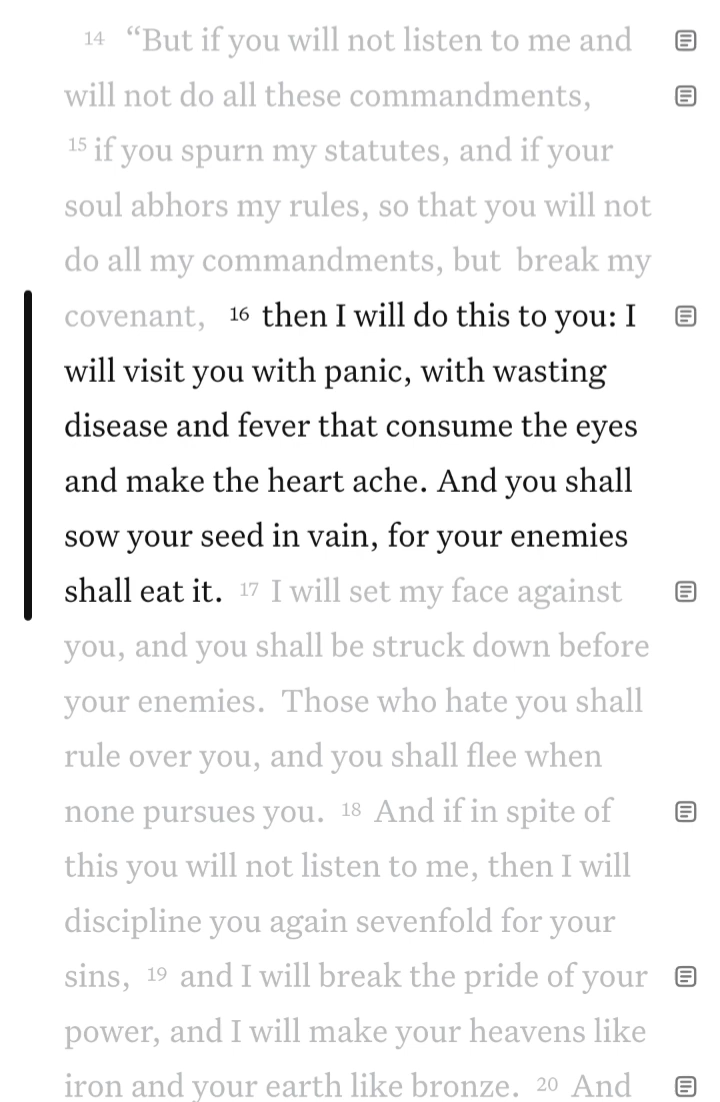 14 “But if you will not listen to me and
will not do all these commandments,
15 if you spurn my statutes, and if your
soul abhors my rules, so that you will not
do all my commandments, but break my
covenant, 16 then I will do this to you: I
will visit you with panic, with wasting
disease and fever that consume the eyes
and make the heart ache. And you shall
sow your seed in vain, for your enemies
shall eat it. 17 I will set my face against
you, and you shall be struck down before
your enemies. Those who hate you shall
rule over you, and you shall flee when
none pursues you. 18 And if in spite of
this you will not listen to me, then I will
discipline you again sevenfold for your
sins, 19 and I will break the pride of your
power, and I will make your heavens like
iron and your earth like bronze. 20 And